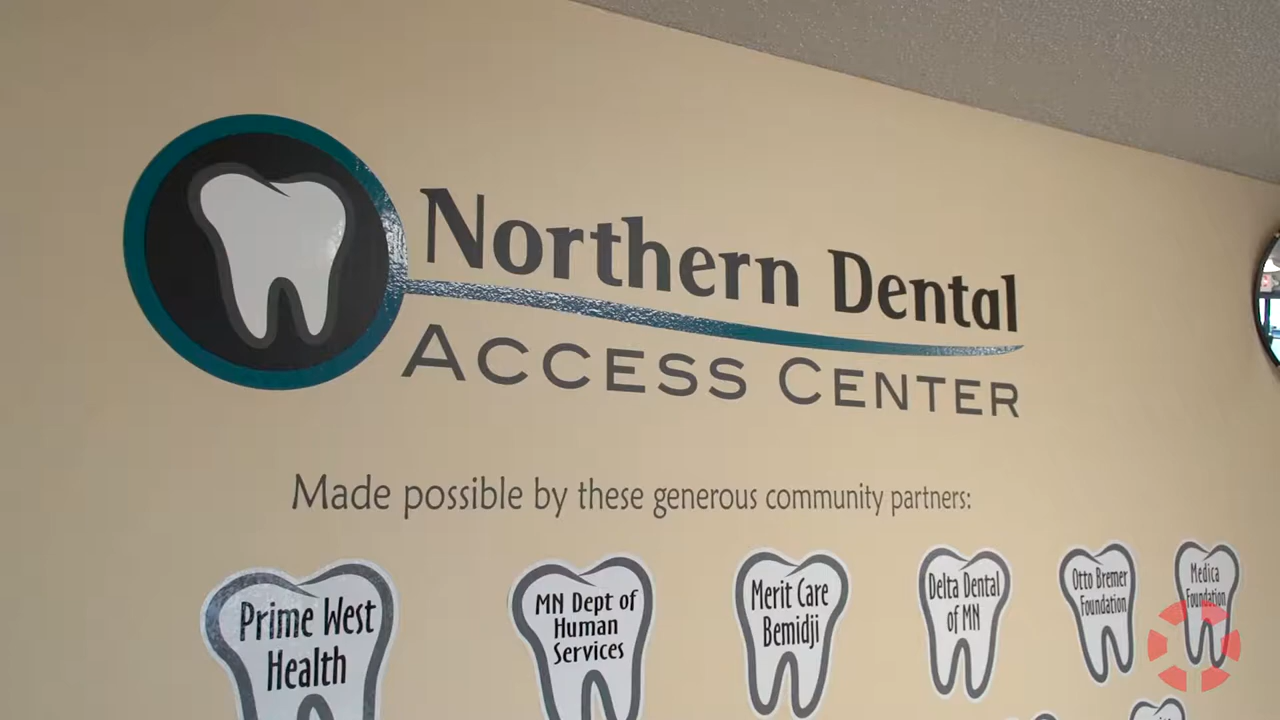 Northern Dental
ACCESS CENTER
Made possible by these generous community partners:
Prime West
Health
MN Dept of
Human
Services
Merit Care
Bemidji
Delta Dental
of MN
Otto Bremer
Foundation
Medica
Foundation